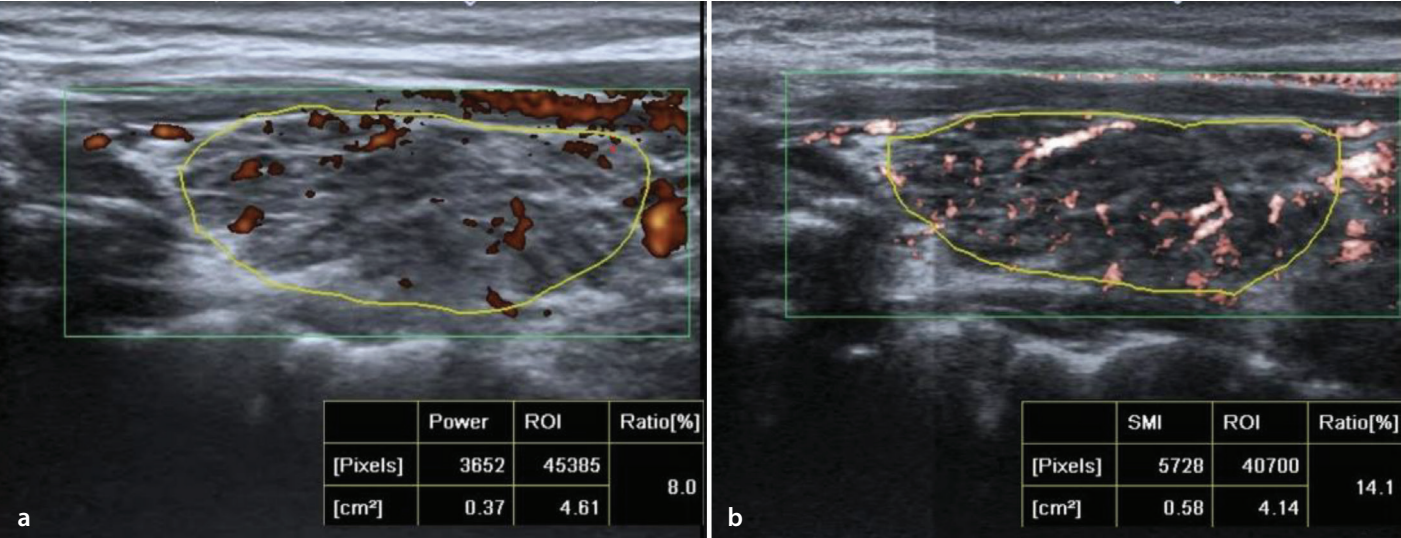 Power ROI Ratio[%]
[Pixels] 3652 45385
8.0
[cm²] 0.37 4.61
a
SMI ROI Ratio[%]
[Pixels] 5728 40700
14.1
[cm²] 0.58 4.14
b